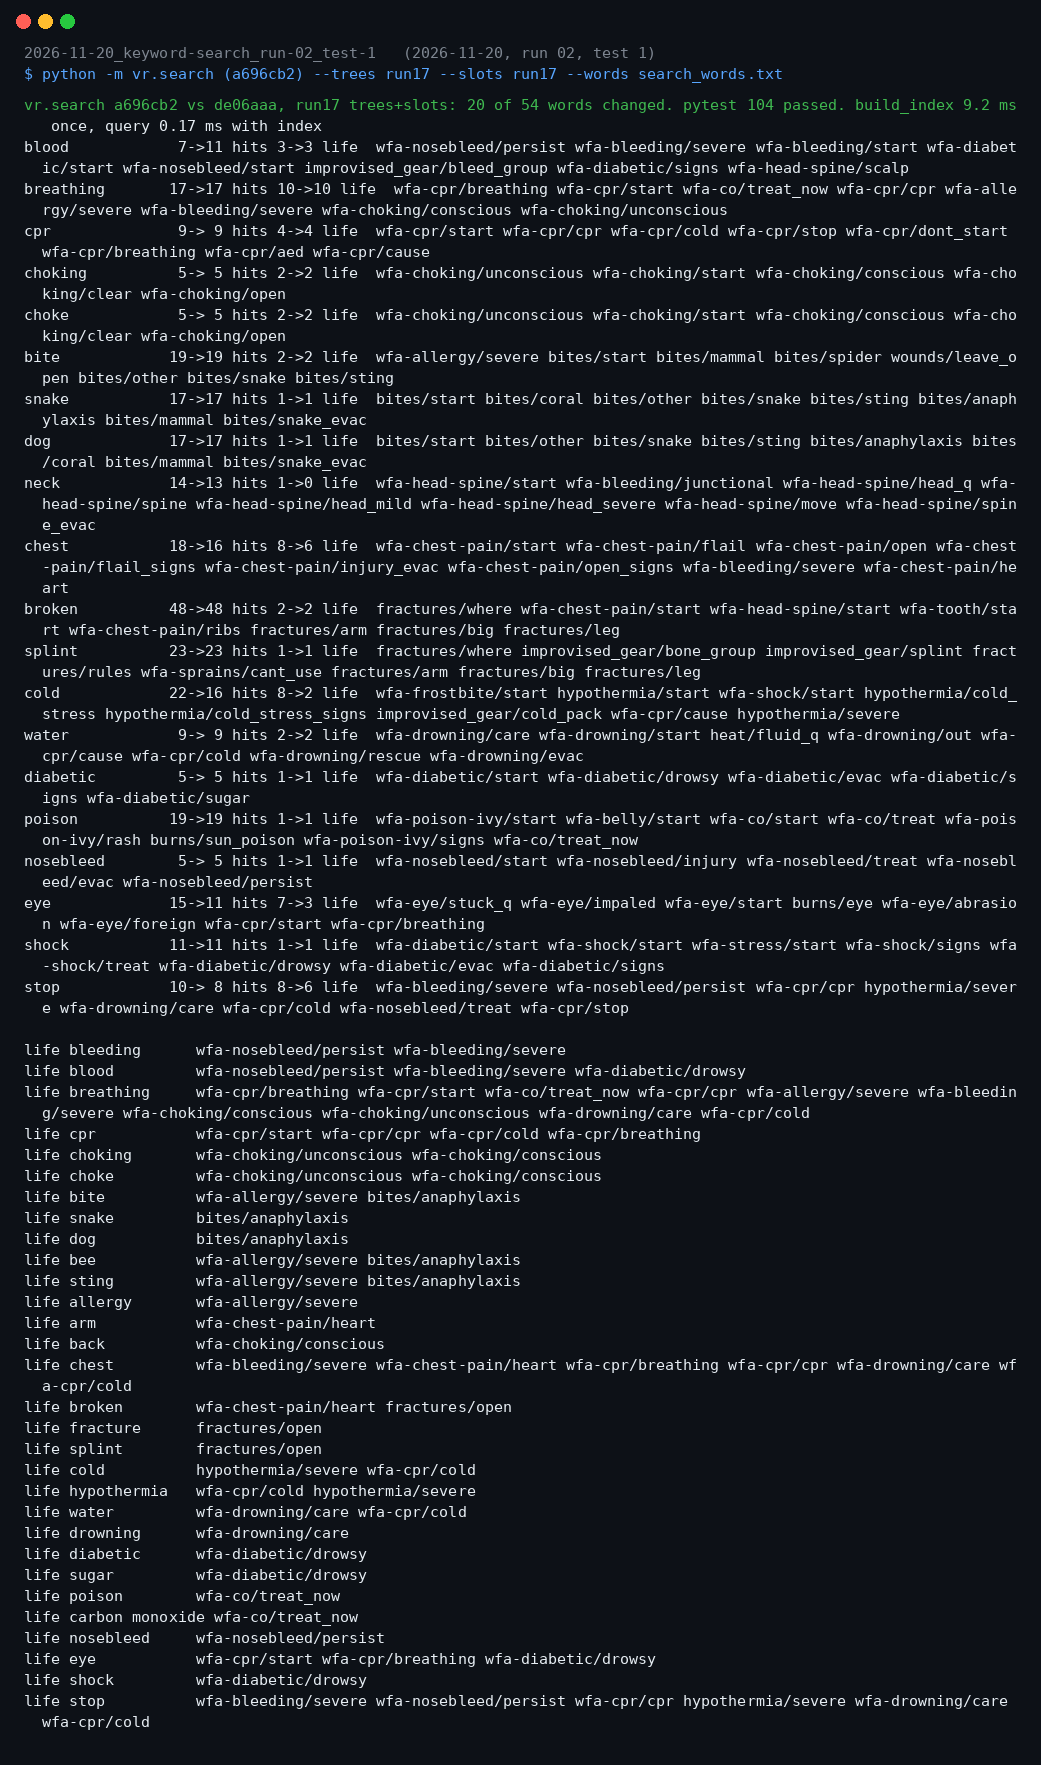 2026-11-20_keyword-search_run-02_test-1   (2026-11-20, run 02, test 1)
$ python -m vr.search (a696cb2) --trees run17 --slots run17 --words search_words.txt
vr.search a696cb2 vs de06aaa, run17 trees+slots: 20 of 54 words changed. pytest 104 passed. build_index 9.2 ms
   once, query 0.17 ms with index
blood            7->11 hits 3->3 life  wfa-nosebleed/persist wfa-bleeding/severe wfa-bleeding/start wfa-diabet
  ic/start wfa-nosebleed/start improvised_gear/bleed_group wfa-diabetic/signs wfa-head-spine/scalp
breathing       17->17 hits 10->10 life  wfa-cpr/breathing wfa-cpr/start wfa-co/treat_now wfa-cpr/cpr wfa-alle
  rgy/severe wfa-bleeding/severe wfa-choking/conscious wfa-choking/unconscious
cpr              9-> 9 hits 4->4 life  wfa-cpr/start wfa-cpr/cpr wfa-cpr/cold wfa-cpr/stop wfa-cpr/dont_start
  wfa-cpr/breathing wfa-cpr/aed wfa-cpr/cause
choking          5-> 5 hits 2->2 life  wfa-choking/unconscious wfa-choking/start wfa-choking/conscious wfa-cho
  king/clear wfa-choking/open
choke            5-> 5 hits 2->2 life  wfa-choking/unconscious wfa-choking/start wfa-choking/conscious wfa-cho
  king/clear wfa-choking/open
bite            19->19 hits 2->2 life  wfa-allergy/severe bites/start bites/mammal bites/spider wounds/leave_o
  pen bites/other bites/snake bites/sting
snake           17->17 hits 1->1 life  bites/start bites/coral bites/other bites/snake bites/sting bites/anaph
  ylaxis bites/mammal bites/snake_evac
dog             17->17 hits 1->1 life  bites/start bites/other bites/snake bites/sting bites/anaphylaxis bites
  /coral bites/mammal bites/snake_evac
neck            14->13 hits 1->0 life  wfa-head-spine/start wfa-bleeding/junctional wfa-head-spine/head_q wfa-
  head-spine/spine wfa-head-spine/head_mild wfa-head-spine/head_severe wfa-head-spine/move wfa-head-spine/spin
  e_evac
chest           18->16 hits 8->6 life  wfa-chest-pain/start wfa-chest-pain/flail wfa-chest-pain/open wfa-chest
  -pain/flail_signs wfa-chest-pain/injury_evac wfa-chest-pain/open_signs wfa-bleeding/severe wfa-chest-pain/he
  art
broken          48->48 hits 2->2 life  fractures/where wfa-chest-pain/start wfa-head-spine/start wfa-tooth/sta
  rt wfa-chest-pain/ribs fractures/arm fractures/big fractures/leg
splint          23->23 hits 1->1 life  fractures/where improvised_gear/bone_group improvised_gear/splint fract
  ures/rules wfa-sprains/cant_use fractures/arm fractures/big fractures/leg
cold            22->16 hits 8->2 life  wfa-frostbite/start hypothermia/start wfa-shock/start hypothermia/cold_
  stress hypothermia/cold_stress_signs improvised_gear/cold_pack wfa-cpr/cause hypothermia/severe
water            9-> 9 hits 2->2 life  wfa-drowning/care wfa-drowning/start heat/fluid_q wfa-drowning/out wfa-
  cpr/cause wfa-cpr/cold wfa-drowning/rescue wfa-drowning/evac
diabetic         5-> 5 hits 1->1 life  wfa-diabetic/start wfa-diabetic/drowsy wfa-diabetic/evac wfa-diabetic/s
  igns wfa-diabetic/sugar
poison          19->19 hits 1->1 life  wfa-poison-ivy/start wfa-belly/start wfa-co/start wfa-co/treat wfa-pois
  on-ivy/rash burns/sun_poison wfa-poison-ivy/signs wfa-co/treat_now
nosebleed        5-> 5 hits 1->1 life  wfa-nosebleed/start wfa-nosebleed/injury wfa-nosebleed/treat wfa-nosebl
  eed/evac wfa-nosebleed/persist
eye             15->11 hits 7->3 life  wfa-eye/stuck_q wfa-eye/impaled wfa-eye/start burns/eye wfa-eye/abrasio
  n wfa-eye/foreign wfa-cpr/start wfa-cpr/breathing
shock           11->11 hits 1->1 life  wfa-diabetic/start wfa-shock/start wfa-stress/start wfa-shock/signs wfa
  -shock/treat wfa-diabetic/drowsy wfa-diabetic/evac wfa-diabetic/signs
stop            10-> 8 hits 8->6 life  wfa-bleeding/severe wfa-nosebleed/persist wfa-cpr/cpr hypothermia/sever
  e wfa-drowning/care wfa-cpr/cold wfa-nosebleed/treat wfa-cpr/stop

life bleeding      wfa-nosebleed/persist wfa-bleeding/severe
life blood         wfa-nosebleed/persist wfa-bleeding/severe wfa-diabetic/drowsy
life breathing     wfa-cpr/breathing wfa-cpr/start wfa-co/treat_now wfa-cpr/cpr wfa-allergy/severe wfa-bleedin
  g/severe wfa-choking/conscious wfa-choking/unconscious wfa-drowning/care wfa-cpr/cold
life cpr           wfa-cpr/start wfa-cpr/cpr wfa-cpr/cold wfa-cpr/breathing
life choking       wfa-choking/unconscious wfa-choking/conscious
life choke         wfa-choking/unconscious wfa-choking/conscious
life bite          wfa-allergy/severe bites/anaphylaxis
life snake         bites/anaphylaxis
life dog           bites/anaphylaxis
life bee           wfa-allergy/severe bites/anaphylaxis
life sting         wfa-allergy/severe bites/anaphylaxis
life allergy       wfa-allergy/severe
life arm           wfa-chest-pain/heart
life back          wfa-choking/conscious
life chest         wfa-bleeding/severe wfa-chest-pain/heart wfa-cpr/breathing wfa-cpr/cpr wfa-drowning/care wf
  a-cpr/cold
life broken        wfa-chest-pain/heart fractures/open
life fracture      fractures/open
life splint        fractures/open
life cold          hypothermia/severe wfa-cpr/cold
life hypothermia   wfa-cpr/cold hypothermia/severe
life water         wfa-drowning/care wfa-cpr/cold
life drowning      wfa-drowning/care
life diabetic      wfa-diabetic/drowsy
life sugar         wfa-diabetic/drowsy
life poison        wfa-co/treat_now
life carbon monoxide wfa-co/treat_now
life nosebleed     wfa-nosebleed/persist
life eye           wfa-cpr/start wfa-cpr/breathing wfa-diabetic/drowsy
life shock         wfa-diabetic/drowsy
life stop          wfa-bleeding/severe wfa-nosebleed/persist wfa-cpr/cpr hypothermia/severe wfa-drowning/care
  wfa-cpr/cold